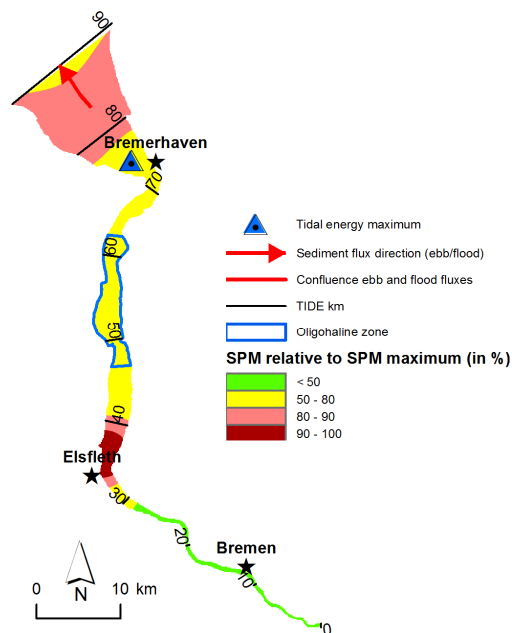 90
80
Bremerhaven
70
60
50
40
Elsfleth
30
20
Bremen
10
0
Tidal energy maximum
Sediment flux direction (ebb/flood)
Confluence ebb and flood fluxes
TIDE km
Oligohaline zone
SPM relative to SPM maximum (in %)
< 50
50 - 80
80 - 90
90 - 100
N
0 10 km